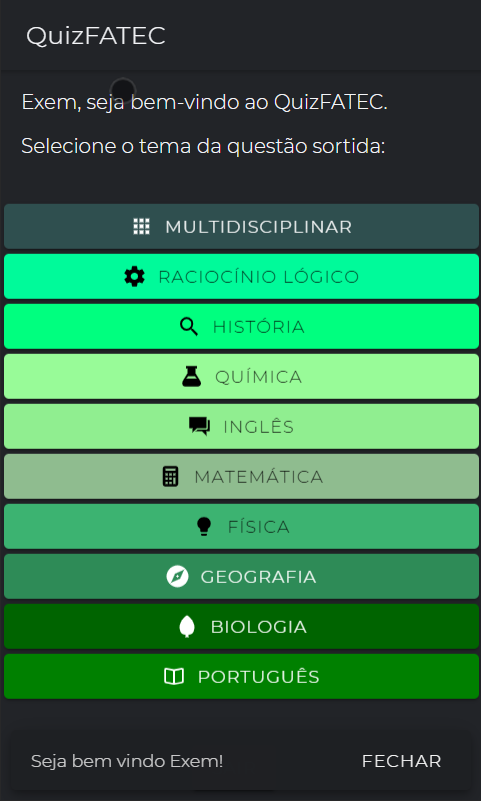 QuizFATEC
Exem, seja bem-vindo ao QuizFATEC.
Selecione o tema da questão sortida:
MULTIDISCIPLINAR
RACIOCÍNIO LÓGICO
HISTÓRIA
QUÍMICA
INGLÊS
MATEMÁTICA
FÍSICA
GEOGRAFIA
BIOLOGIA
PORTUGUÊS
Seja bem vindo Exem! FECHAR